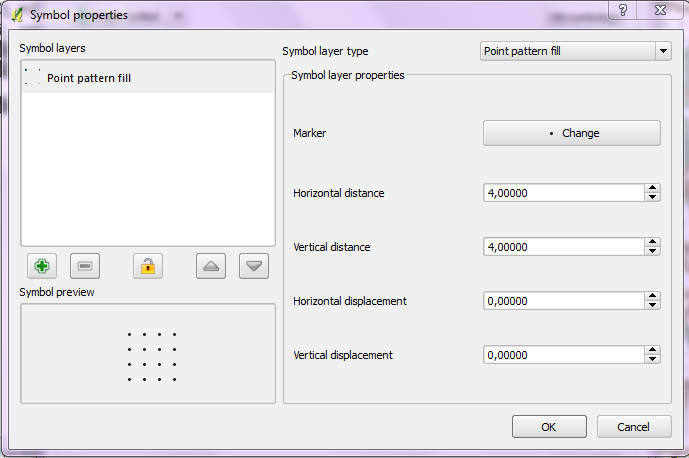 Symbol properties
Symbol layers
Point pattern fill
Symbol preview
Symbol layer type
Point pattern fill
Symbol layer properties
Marker
Change
Horizontal distance
4,00000
Vertical distance
4,00000
Horizontal displacement
0,00000
Vertical displacement
0,00000
OK
Cancel